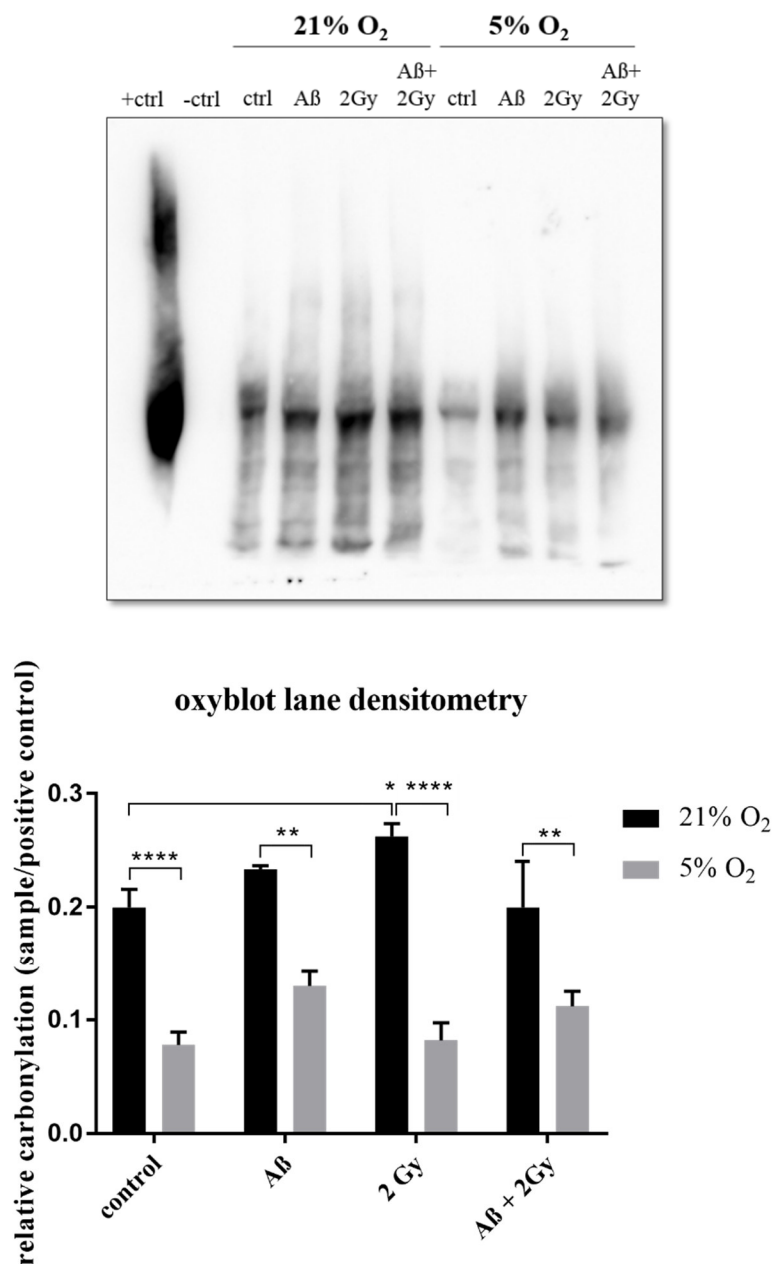 21% O₂ 5% O₂
Aß+ Aß+
+ctrl -ctrl ctrl Aß 2Gy 2Gy ctrl Aß 2Gy 2Gy
oxyblot lane densitometry
relative carbonylation (sample/positive control)
0.3
0.2
0.1
0.0
* ****
****
**
**
21% O₂
5% O₂
control
Aß
2 Gy
Aß + 2Gy